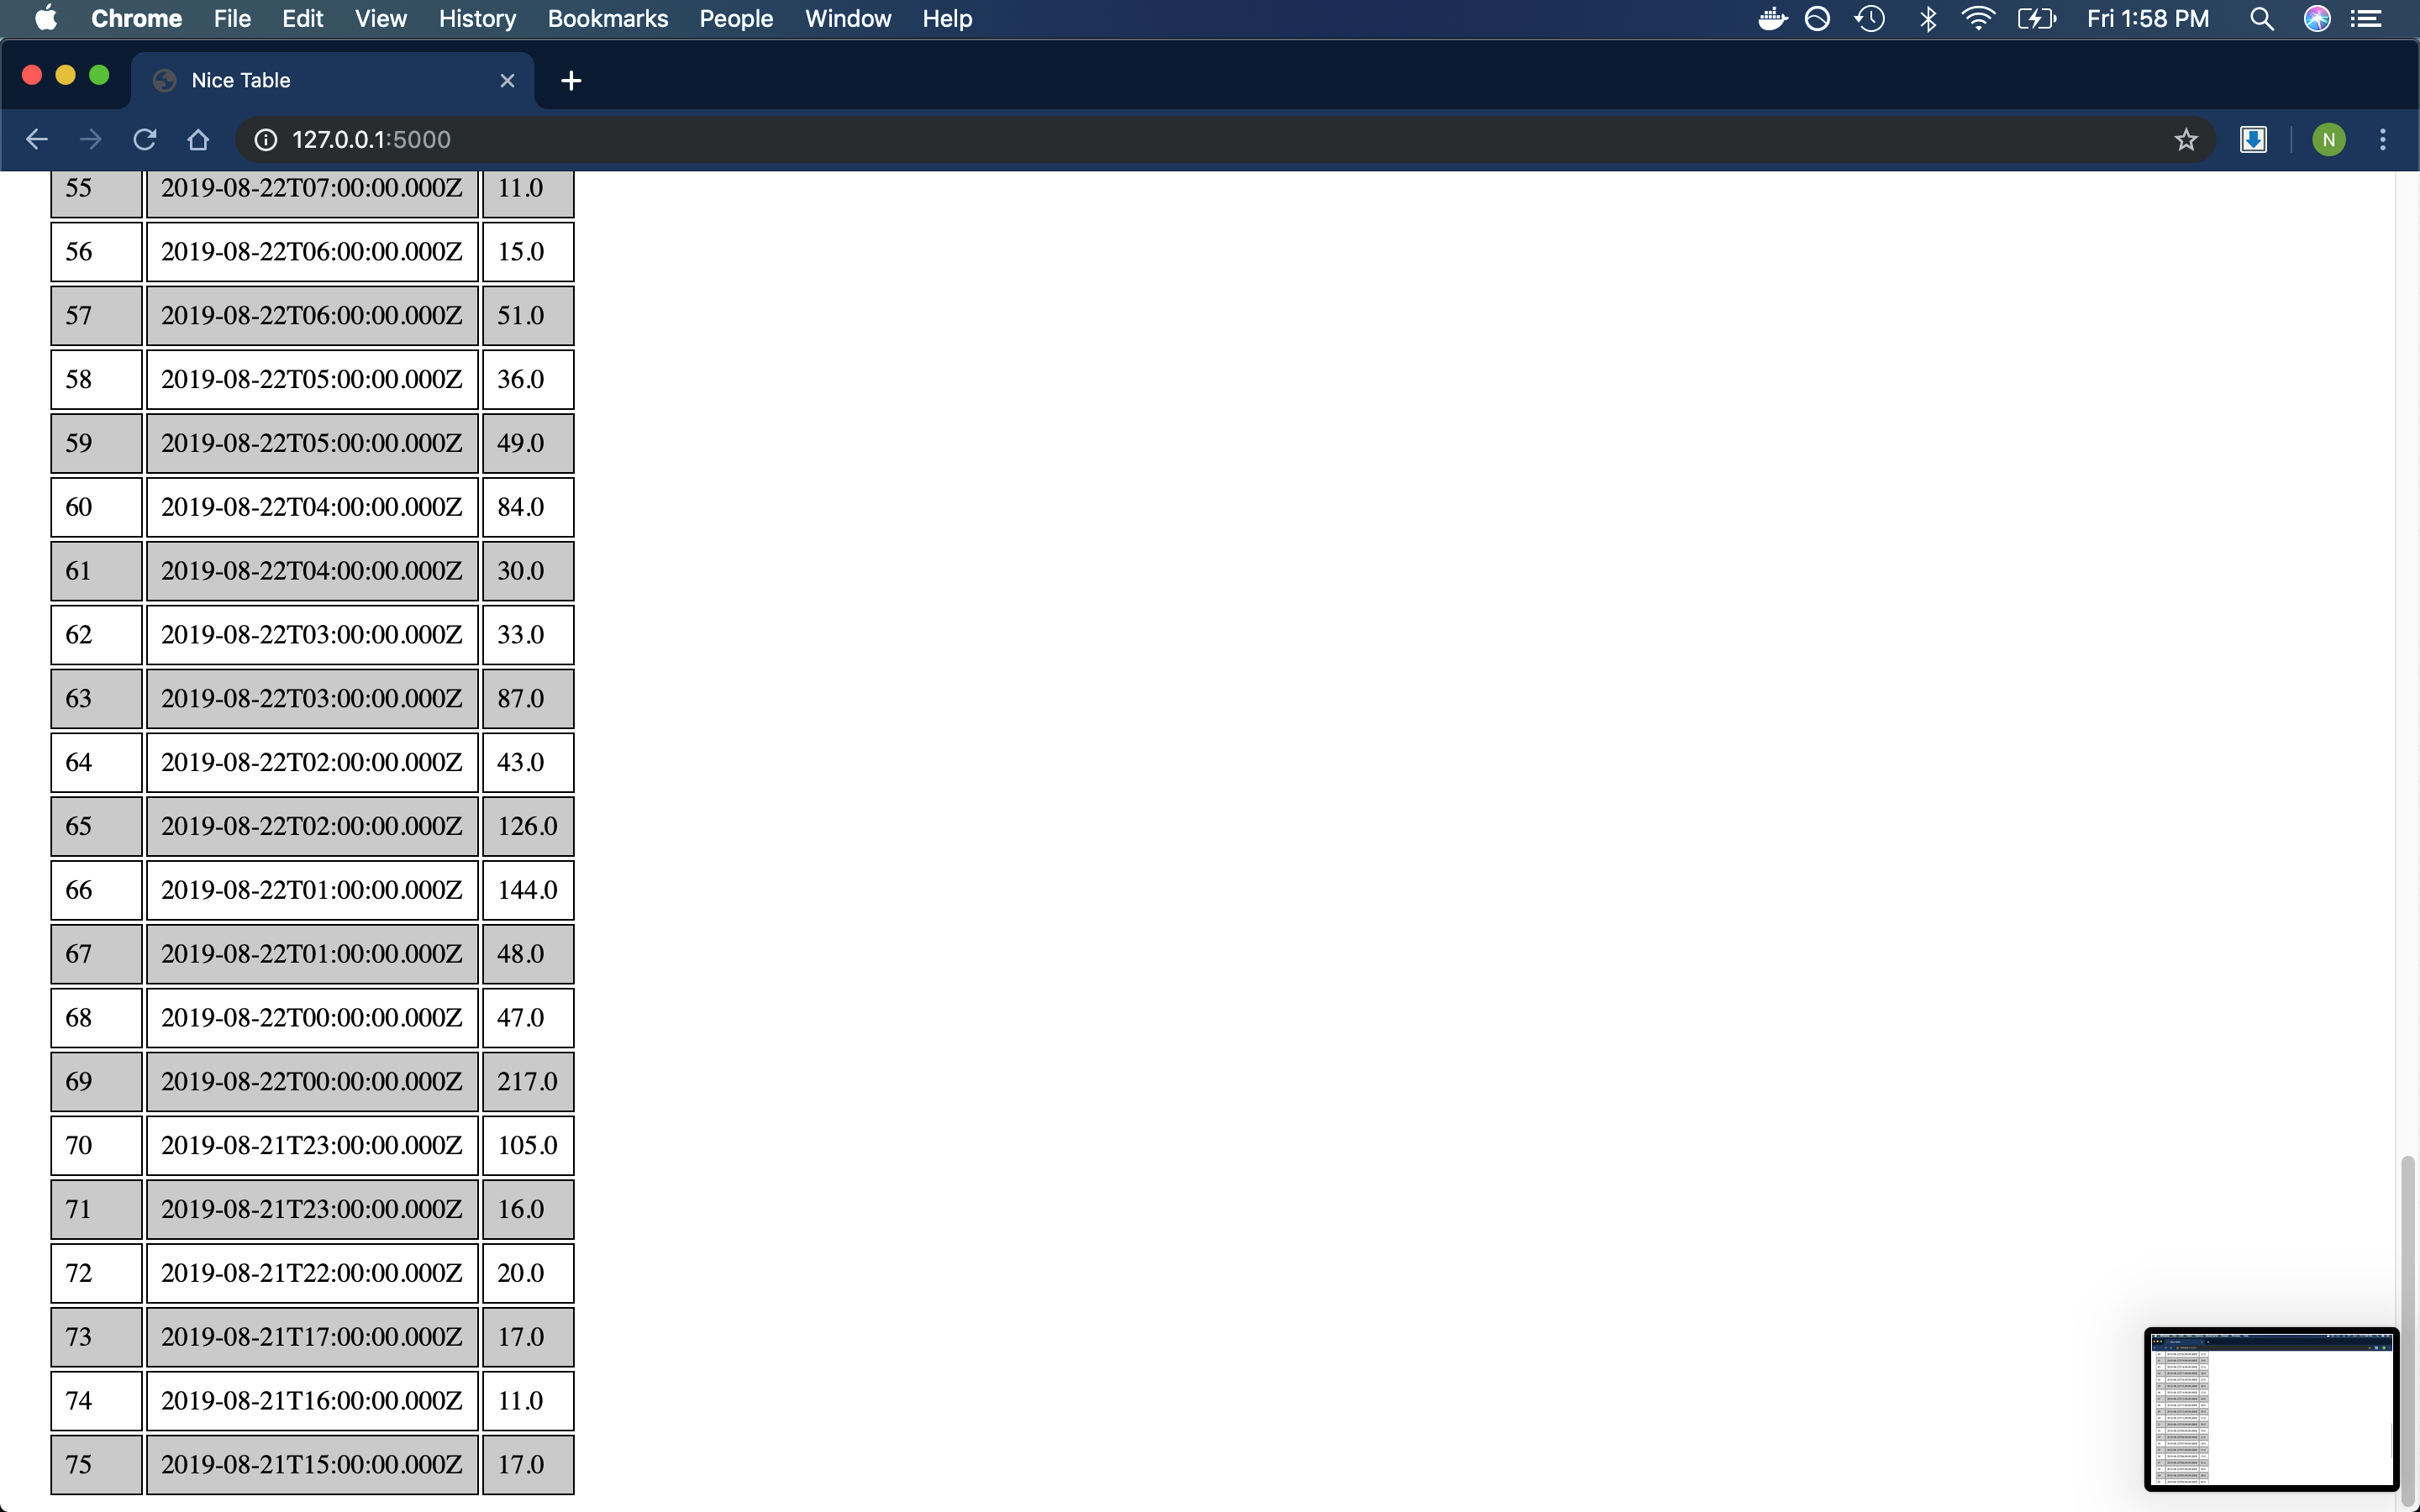 Chrome File Edit View History Bookmarks People Window Help Fri 1:58 PM
Nice Table
127.0.0.1:5000 N
55 2019-08-22T07:00:00.000Z 11.0
56 2019-08-22T06:00:00.000Z 15.0
57 2019-08-22T06:00:00.000Z 51.0
58 2019-08-22T05:00:00.000Z 36.0
59 2019-08-22T05:00:00.000Z 49.0
60 2019-08-22T04:00:00.000Z 84.0
61 2019-08-22T04:00:00.000Z 30.0
62 2019-08-22T03:00:00.000Z 33.0
63 2019-08-22T03:00:00.000Z 87.0
64 2019-08-22T02:00:00.000Z 43.0
65 2019-08-22T02:00:00.000Z 126.0
66 2019-08-22T01:00:00.000Z 144.0
67 2019-08-22T01:00:00.000Z 48.0
68 2019-08-22T00:00:00.000Z 47.0
69 2019-08-22T00:00:00.000Z 217.0
70 2019-08-21T23:00:00.000Z 105.0
71 2019-08-21T23:00:00.000Z 16.0
72 2019-08-21T22:00:00.000Z 20.0
73 2019-08-21T17:00:00.000Z 17.0
74 2019-08-21T16:00:00.000Z 11.0
75 2019-08-21T15:00:00.000Z 17.0